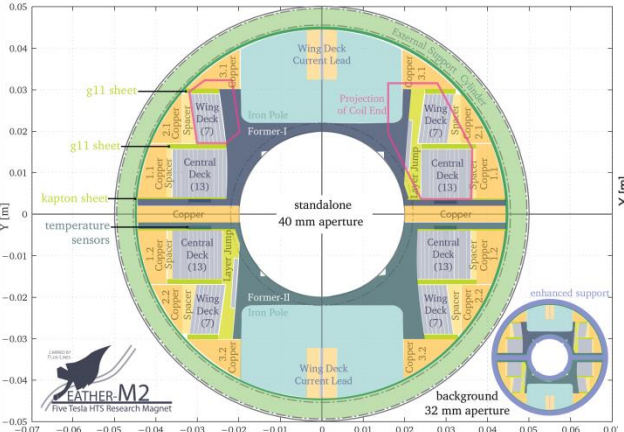 0.05
0.04
0.03
0.02
0.01
0
-0.01
-0.02
-0.03
-0.04
-0.05
Y [m]
X [m]
g11 sheet
g11 sheet
kapton sheet
temperature
sensors
Wing Deck
Current Lead
External Support Cylinder
3.1
Copper
3.1
Copper
Iron Pole
Former-I
Projection
of Coil End
Wing
Deck
(7)
Spacer
Copper
2.1
Wing
Deck
(7)
Spacer
Copper
2.1
Central
Deck
(13)
Spacer
Copper
1.1
Layer Jump
Central
Deck
(13)
Spacer
Copper
1.1
standalone
40 mm aperture
Copper
Copper
Central
Deck
(13)
Spacer
Copper
1.2
Layer Jump
Central
Deck
(13)
Spacer
Copper
1.2
Wing
Deck
(7)
Spacer
Copper
2.2
Wing
Deck
(7)
Spacer
Copper
2.2
Former-II
Iron Pole
3.2
Copper
3.2
Copper
Wing Deck
Current Lead
enhanced support
background
32 mm aperture
FEATHER-M2
Five Tesla HTS Research Magnet
-0.07
-0.06
-0.05
-0.04
-0.03
-0.02
-0.01
0
0.01
0.02
0.03
0.04
0.05
0.06